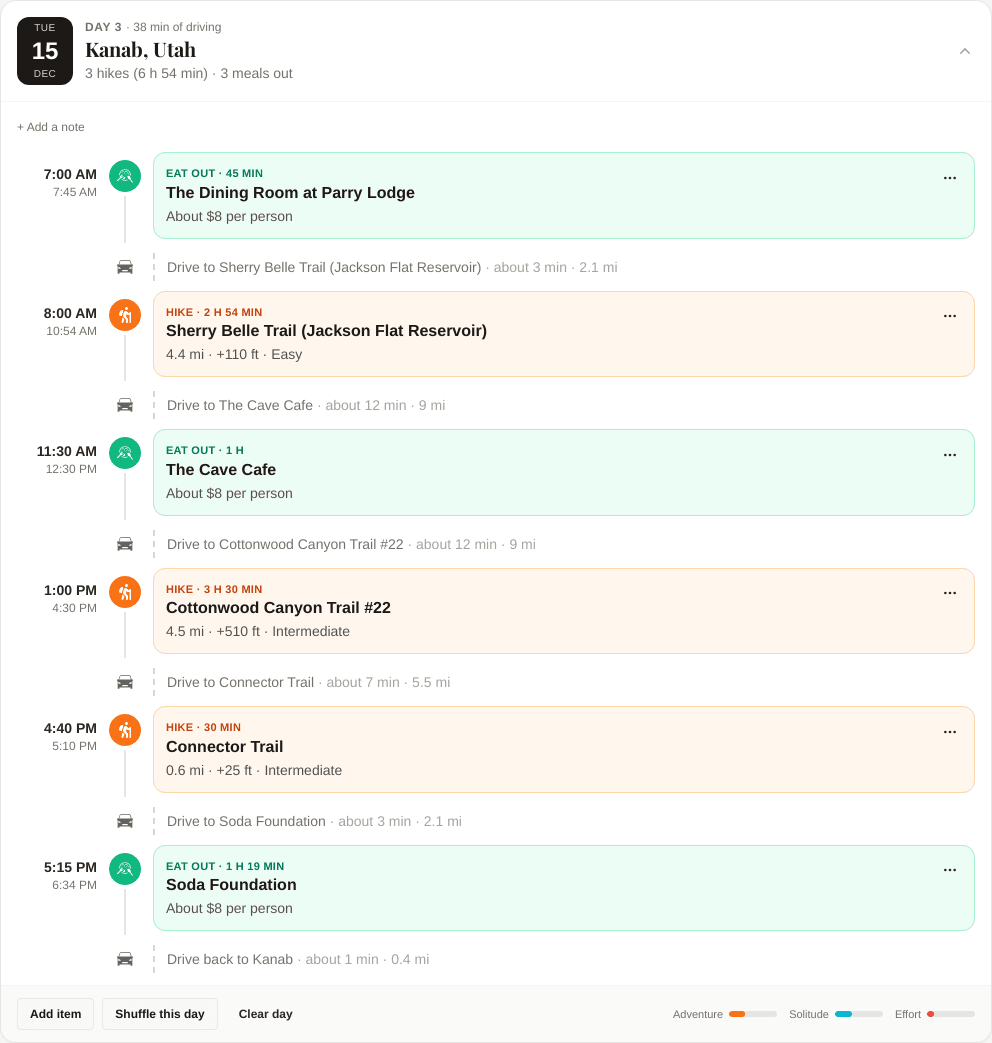 TUE
15
DEC
DAY 3 · 38 min of driving
Kanab, Utah
3 hikes (6 h 54 min) · 3 meals out
+ Add a note
7:00 AM
7:45 AM
EAT OUT · 45 MIN
The Dining Room at Parry Lodge
About $8 per person
Drive to Sherry Belle Trail (Jackson Flat Reservoir) · about 3 min · 2.1 mi
8:00 AM
10:54 AM
HIKE · 2 H 54 MIN
Sherry Belle Trail (Jackson Flat Reservoir)
4.4 mi · +110 ft · Easy
Drive to The Cave Cafe · about 12 min · 9 mi
11:30 AM
12:30 PM
EAT OUT · 1 H
The Cave Cafe
About $8 per person
Drive to Cottonwood Canyon Trail #22 · about 12 min · 9 mi
1:00 PM
4:30 PM
HIKE · 3 H 30 MIN
Cottonwood Canyon Trail #22
4.5 mi · +510 ft · Intermediate
Drive to Connector Trail · about 7 min · 5.5 mi
4:40 PM
5:10 PM
HIKE · 30 MIN
Connector Trail
0.6 mi · +25 ft · Intermediate
Drive to Soda Foundation · about 3 min · 2.1 mi
5:15 PM
6:34 PM
EAT OUT · 1 H 19 MIN
Soda Foundation
About $8 per person
Drive back to Kanab · about 1 min · 0.4 mi
Add item
Shuffle this day
Clear day
Adventure
Solitude
Effort